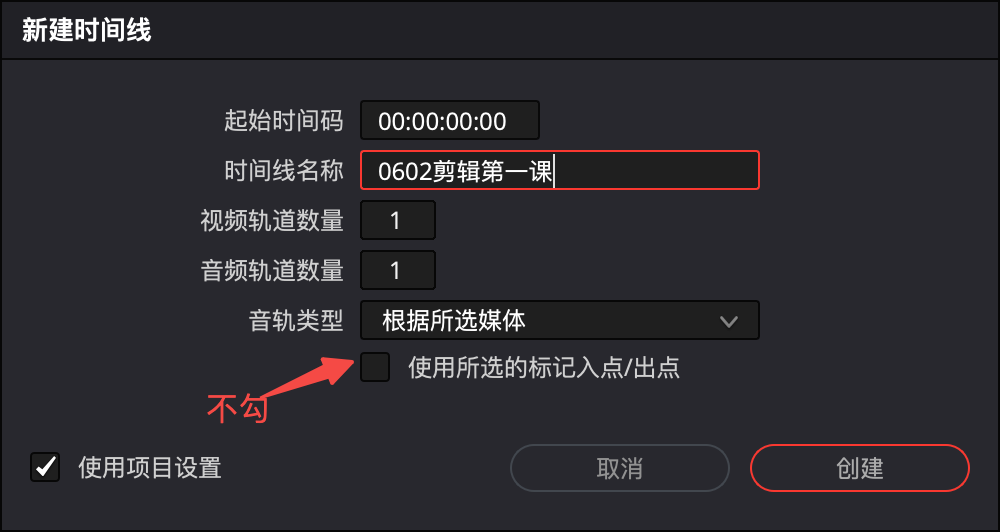 新建时间线
起始时间码 00:00:00:00
时间线名称 0602剪辑第一课
视频轨道数量 1
音频轨道数量 1
音轨类型 根据所选媒体
使用所选的标记入点/出点
不勾
使用项目设置 取消 创建